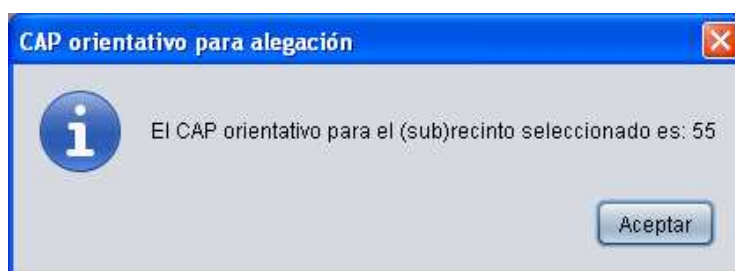 CAP orientativo para alegación
El CAP orientativo para el (sub)recinto seleccionado es: 55
Aceptar